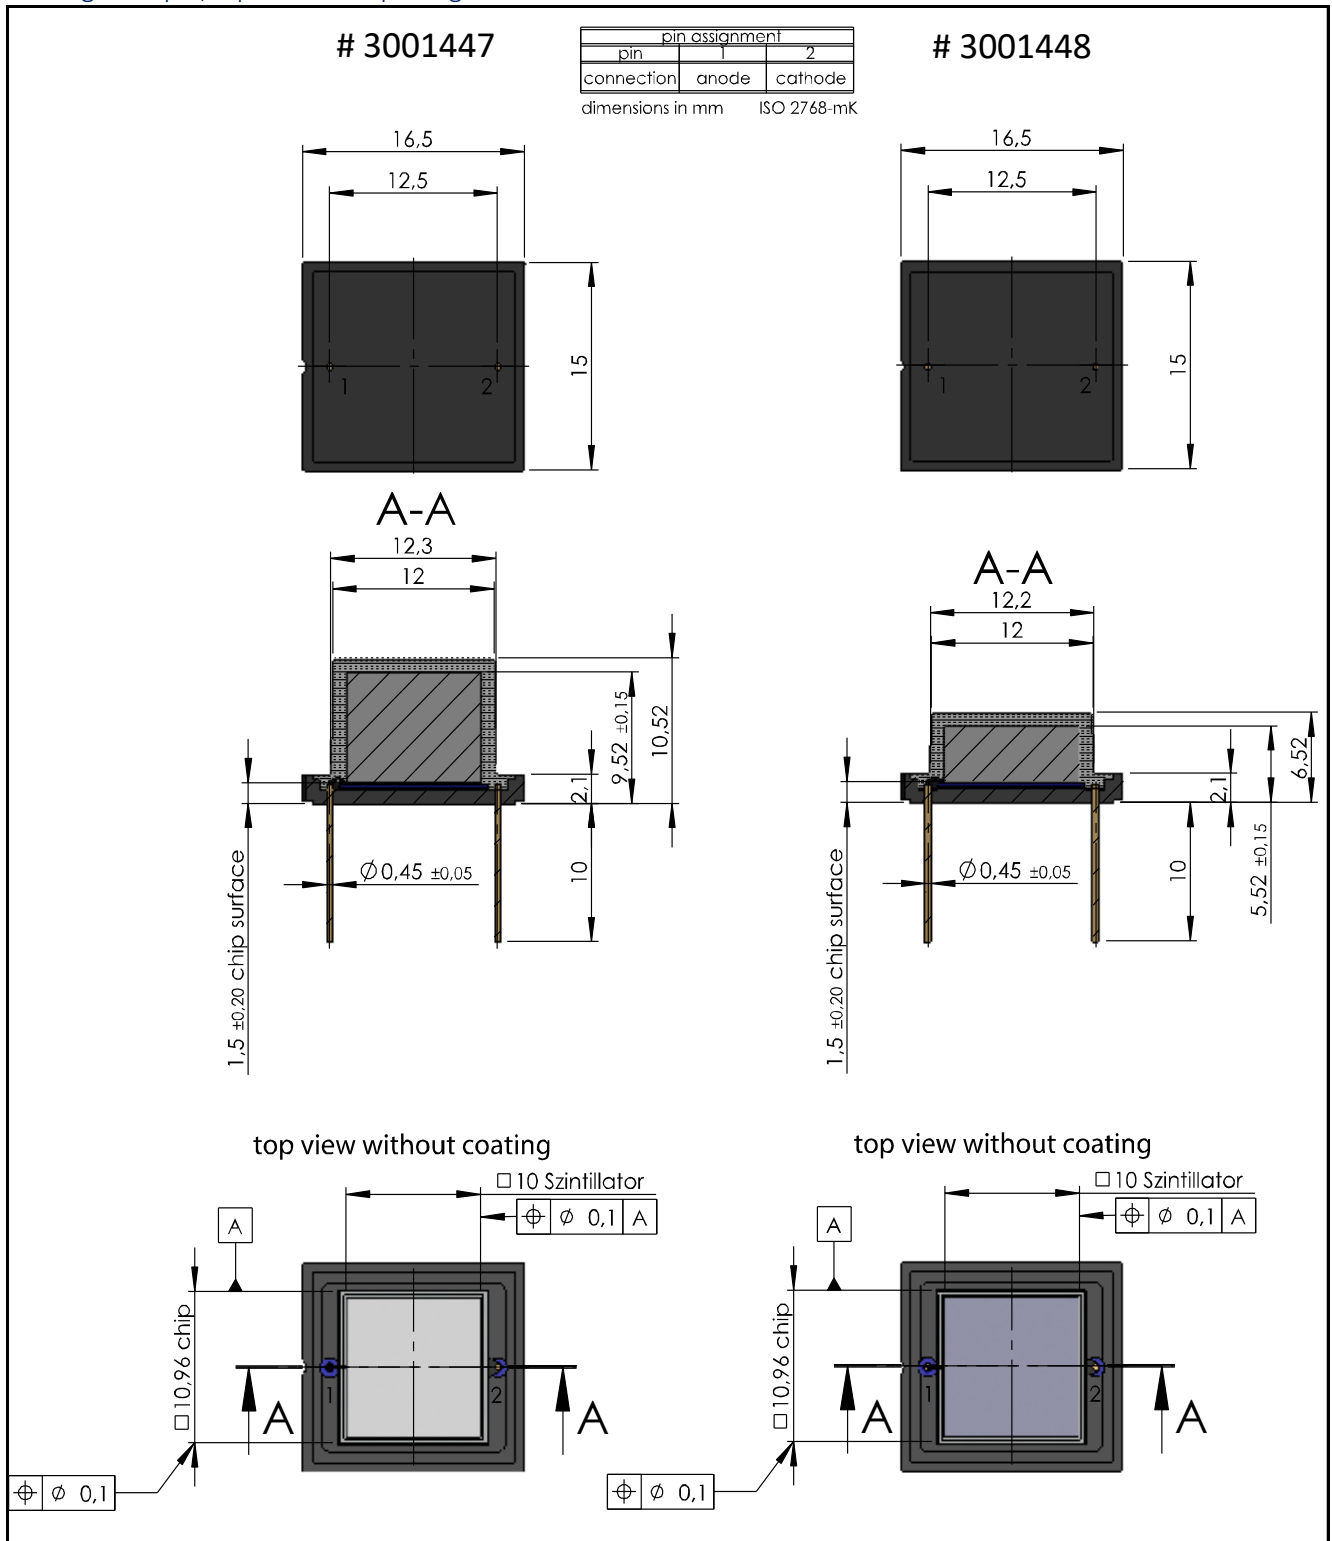 # 3001447
pin assignment
pin 1 2
connection anode cathode
dimensions in mm ISO 2768-mK
# 3001448
16,5
12,5
15
1 2
16,5
12,5
15
1 2
A-A
12,3
12
9,52 ±0,15
10,52
2,1
Ø0,45 ±0,05
10
1,5 ±0,20 chip surface
A-A
12,2
12
6,52
2,1
5,52 ±0,15
Ø0,45 ±0,05
10
1,5 ±0,20 chip surface
top view without coating
□ 10 Szintillator
⌖ Ø 0,1 A
A
□ 10,96 chip
1 2
A A
⌖ Ø 0,1
top view without coating
□ 10 Szintillator
⌖ Ø 0,1 A
A
□ 10,96 chip
1 2
A A
⌖ Ø 0,1